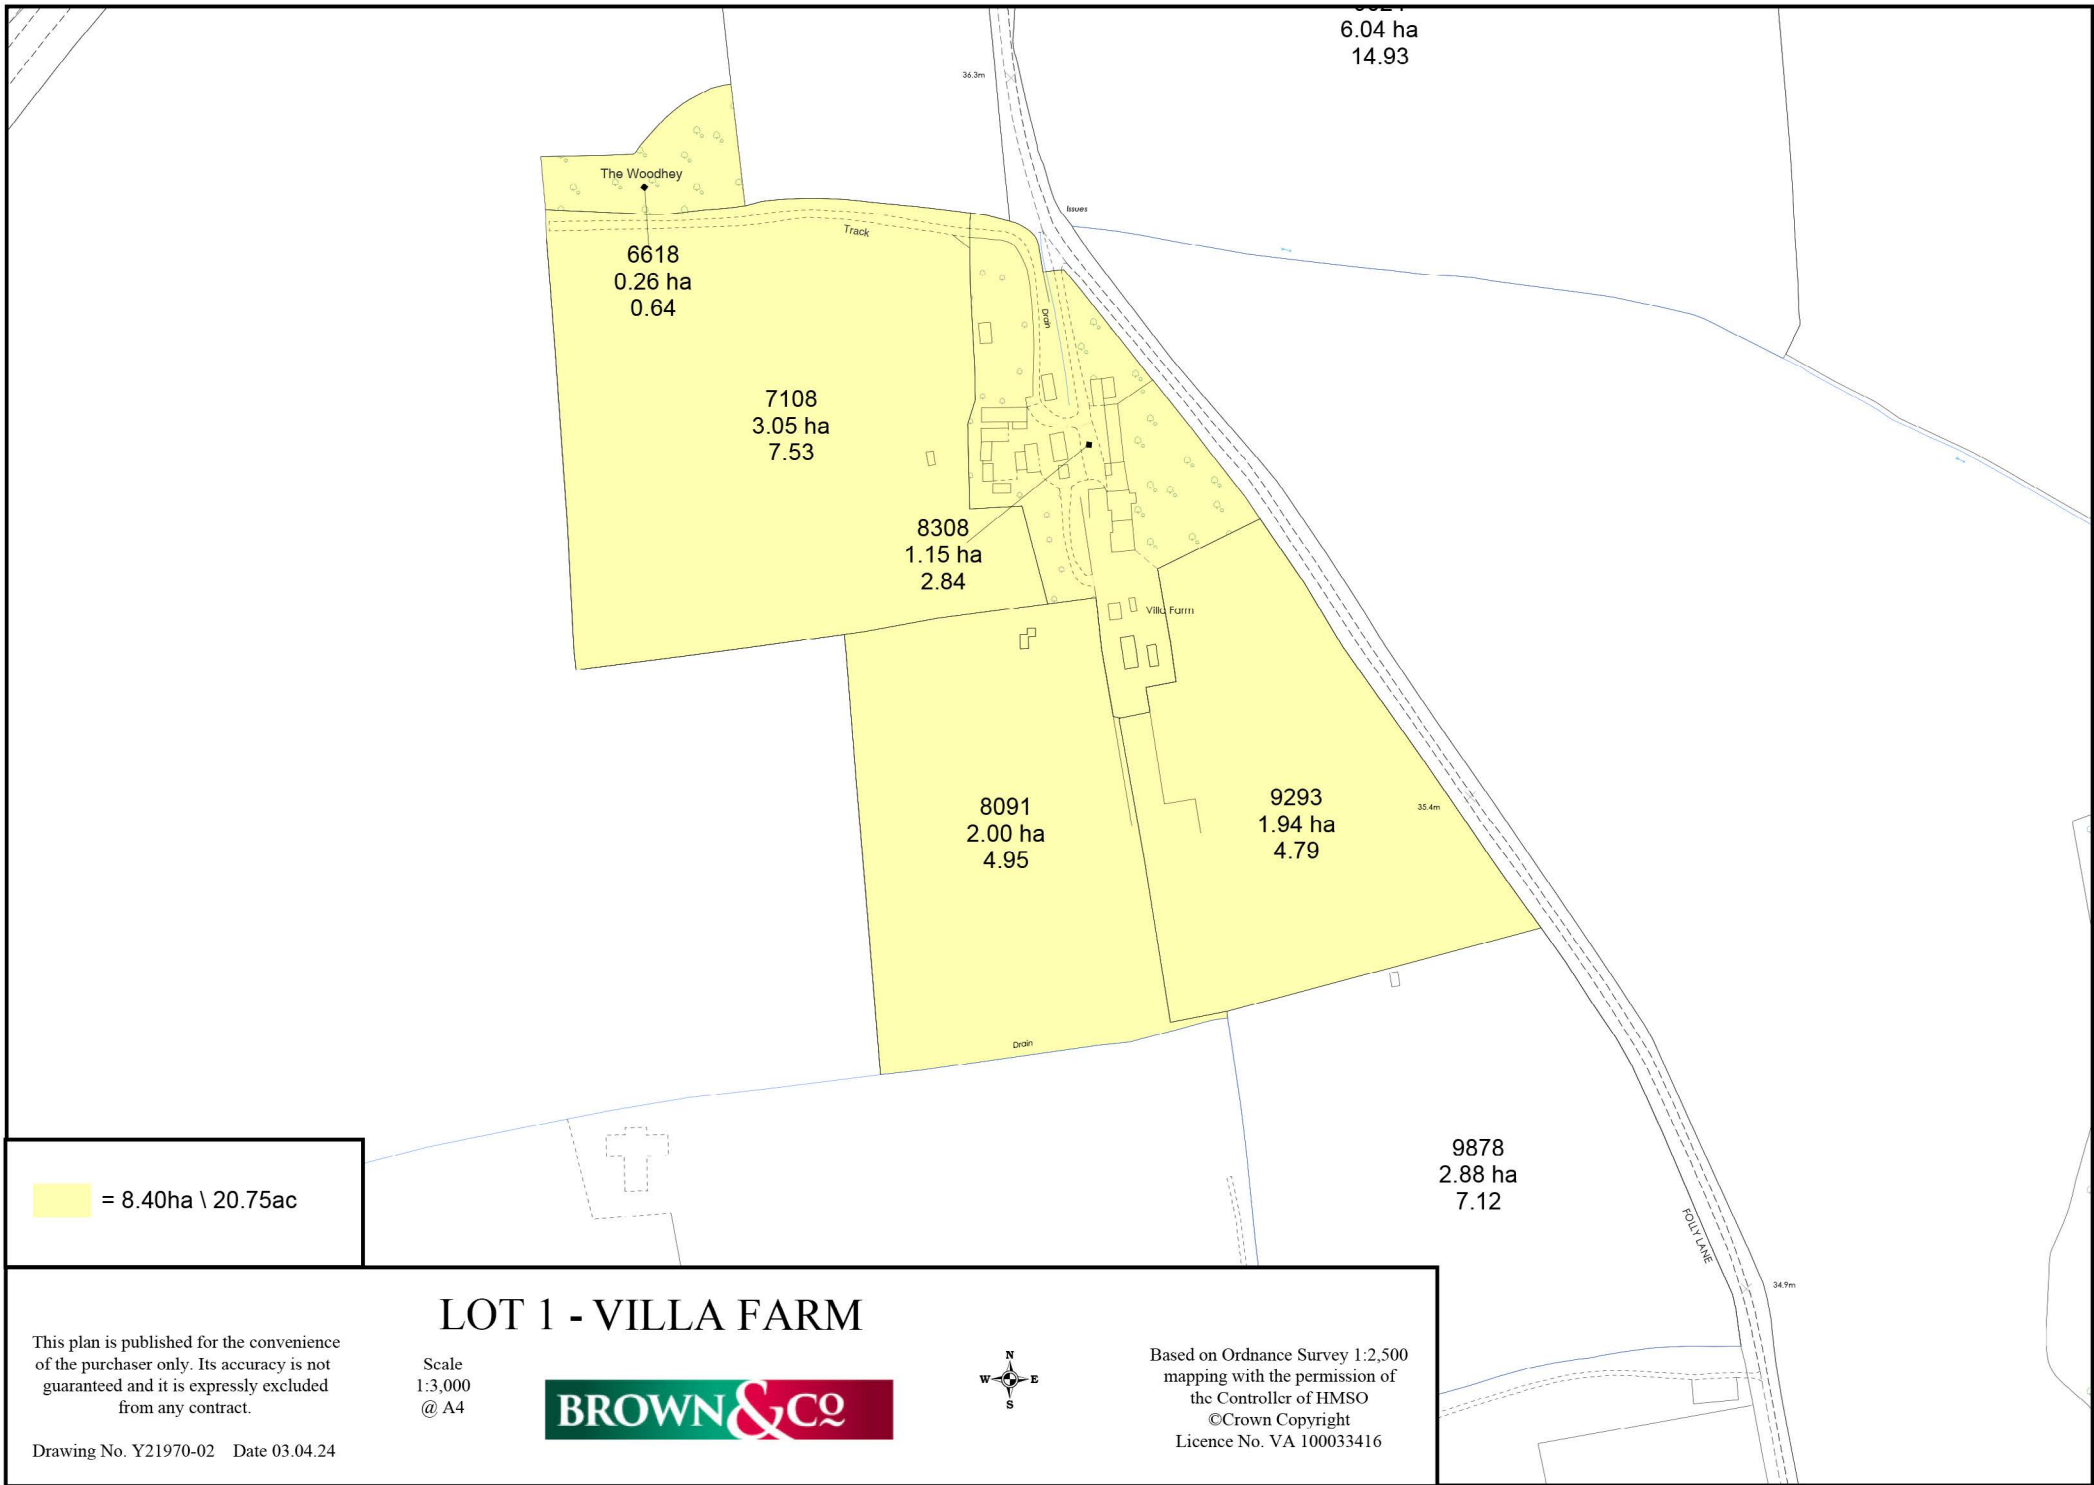 6.04 ha
14.93
36.3m
The Woodhey
Issues
Track
6618
0.26 ha
0.64
Drain
7108
3.05 ha
7.53
8308
1.15 ha
2.84
Villa Farm
8091
2.00 ha
4.95
9293
1.94 ha
4.79
35.4m
Drain
9878
2.88 ha
7.12
FOLLY LANE
34.9m
= 8.40ha \ 20.75ac
LOT 1 - VILLA FARM
This plan is published for the convenience
of the purchaser only. Its accuracy is not
guaranteed and it is expressly excluded
from any contract.
Drawing No. Y21970-02 Date 03.04.24
Scale
1:3,000
@ A4
BROWN&CO
N
W E
S
Based on Ordnance Survey 1:2,500
mapping with the permission of
the Controller of HMSO
©Crown Copyright
Licence No. VA 100033416